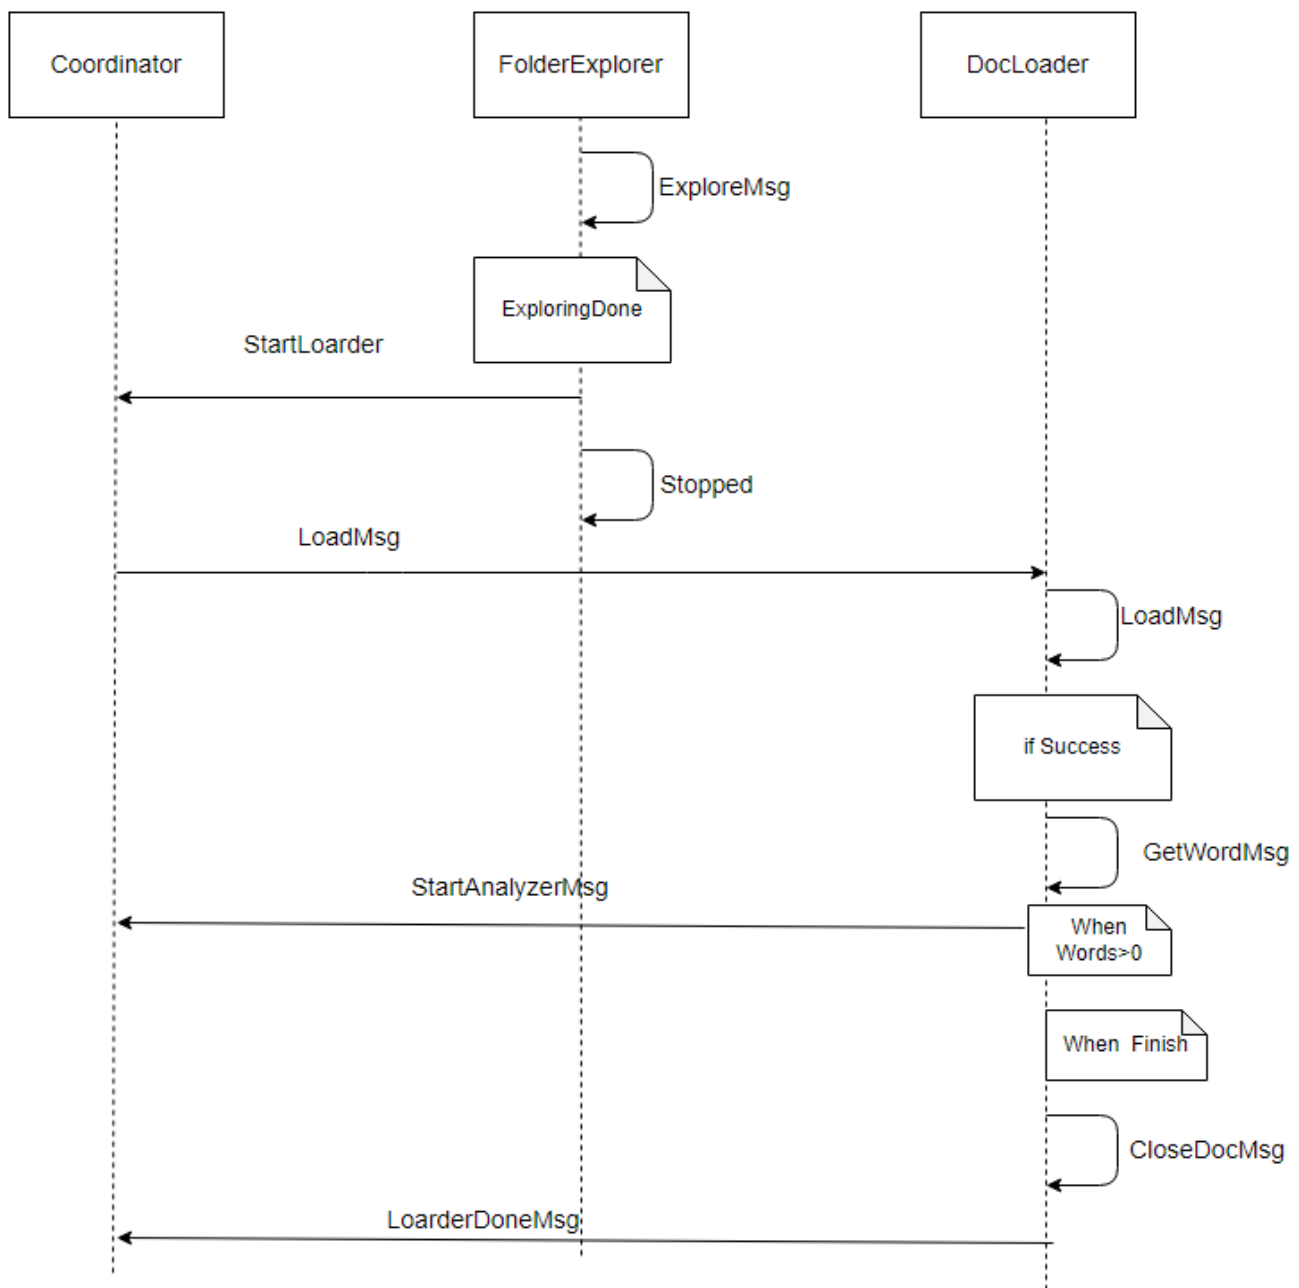 Coordinator
FolderExplorer
DocLoader
ExploreMsg
ExploringDone
StartLoarder
Stopped
LoadMsg
LoadMsg
if Success
GetWordMsg
StartAnalyzerMsg
When
Words>0
When Finish
CloseDocMsg
LoarderDoneMsg